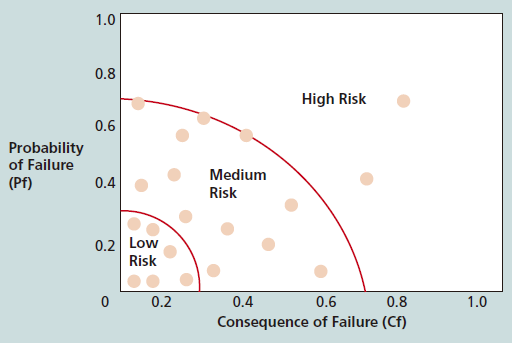 1.0
0.8
High Risk
0.6
Probability
of Failure
(Pf)
Medium
Risk
0.4
0.2
Low
Risk
0
0.2
0.4
0.6
0.8
1.0
Consequence of Failure (Cf)